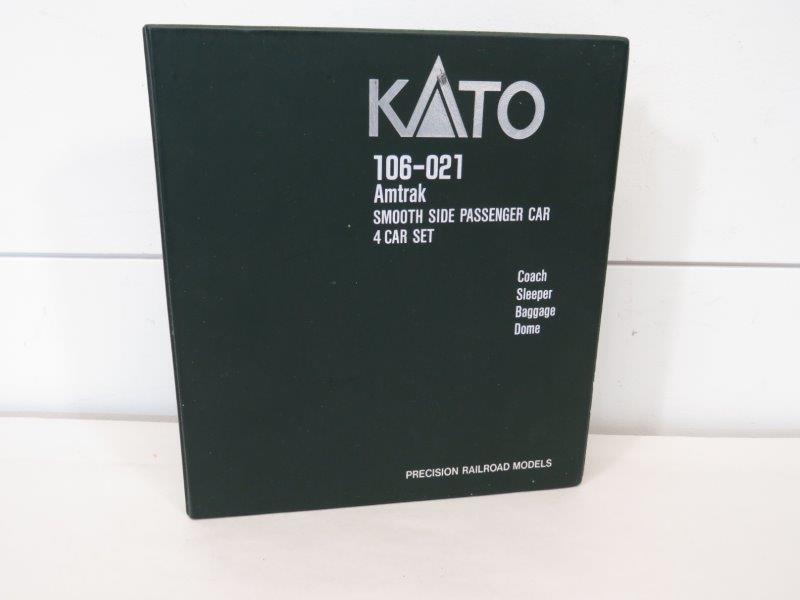 KATO
106-021
Amtrak
SMOOTH SIDE PASSENGER CAR
4 CAR SET
Coach
Sleeper
Baggage
Dome
PRECISION RAILROAD MODELS